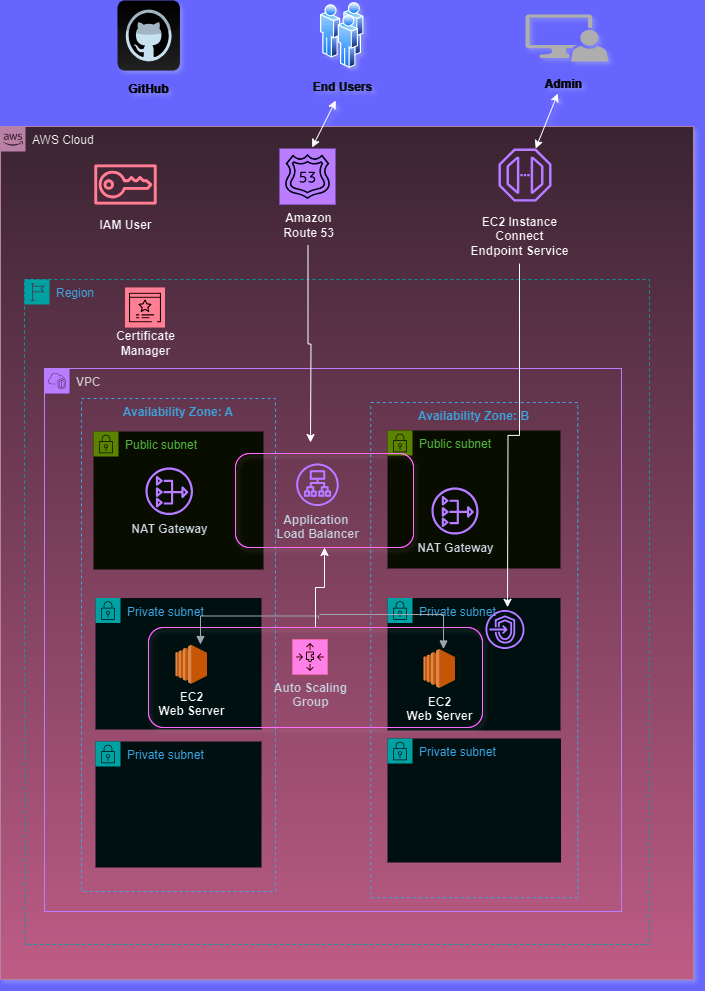 GitHub
End Users
Admin
aws
AWS Cloud
53
IAM User
Amazon
Route 53
EC2 Instance
Connect
Endpoint Service
Region
Certificate
Manager
VPC
Availability Zone: A
Availability Zone: B
Public subnet
Public subnet
NAT Gateway
Application
Load Balancer
NAT Gateway
Private subnet
Private subnet
EC2
Web Server
Auto Scaling
Group
EC2
Web Server
Private subnet
Private subnet